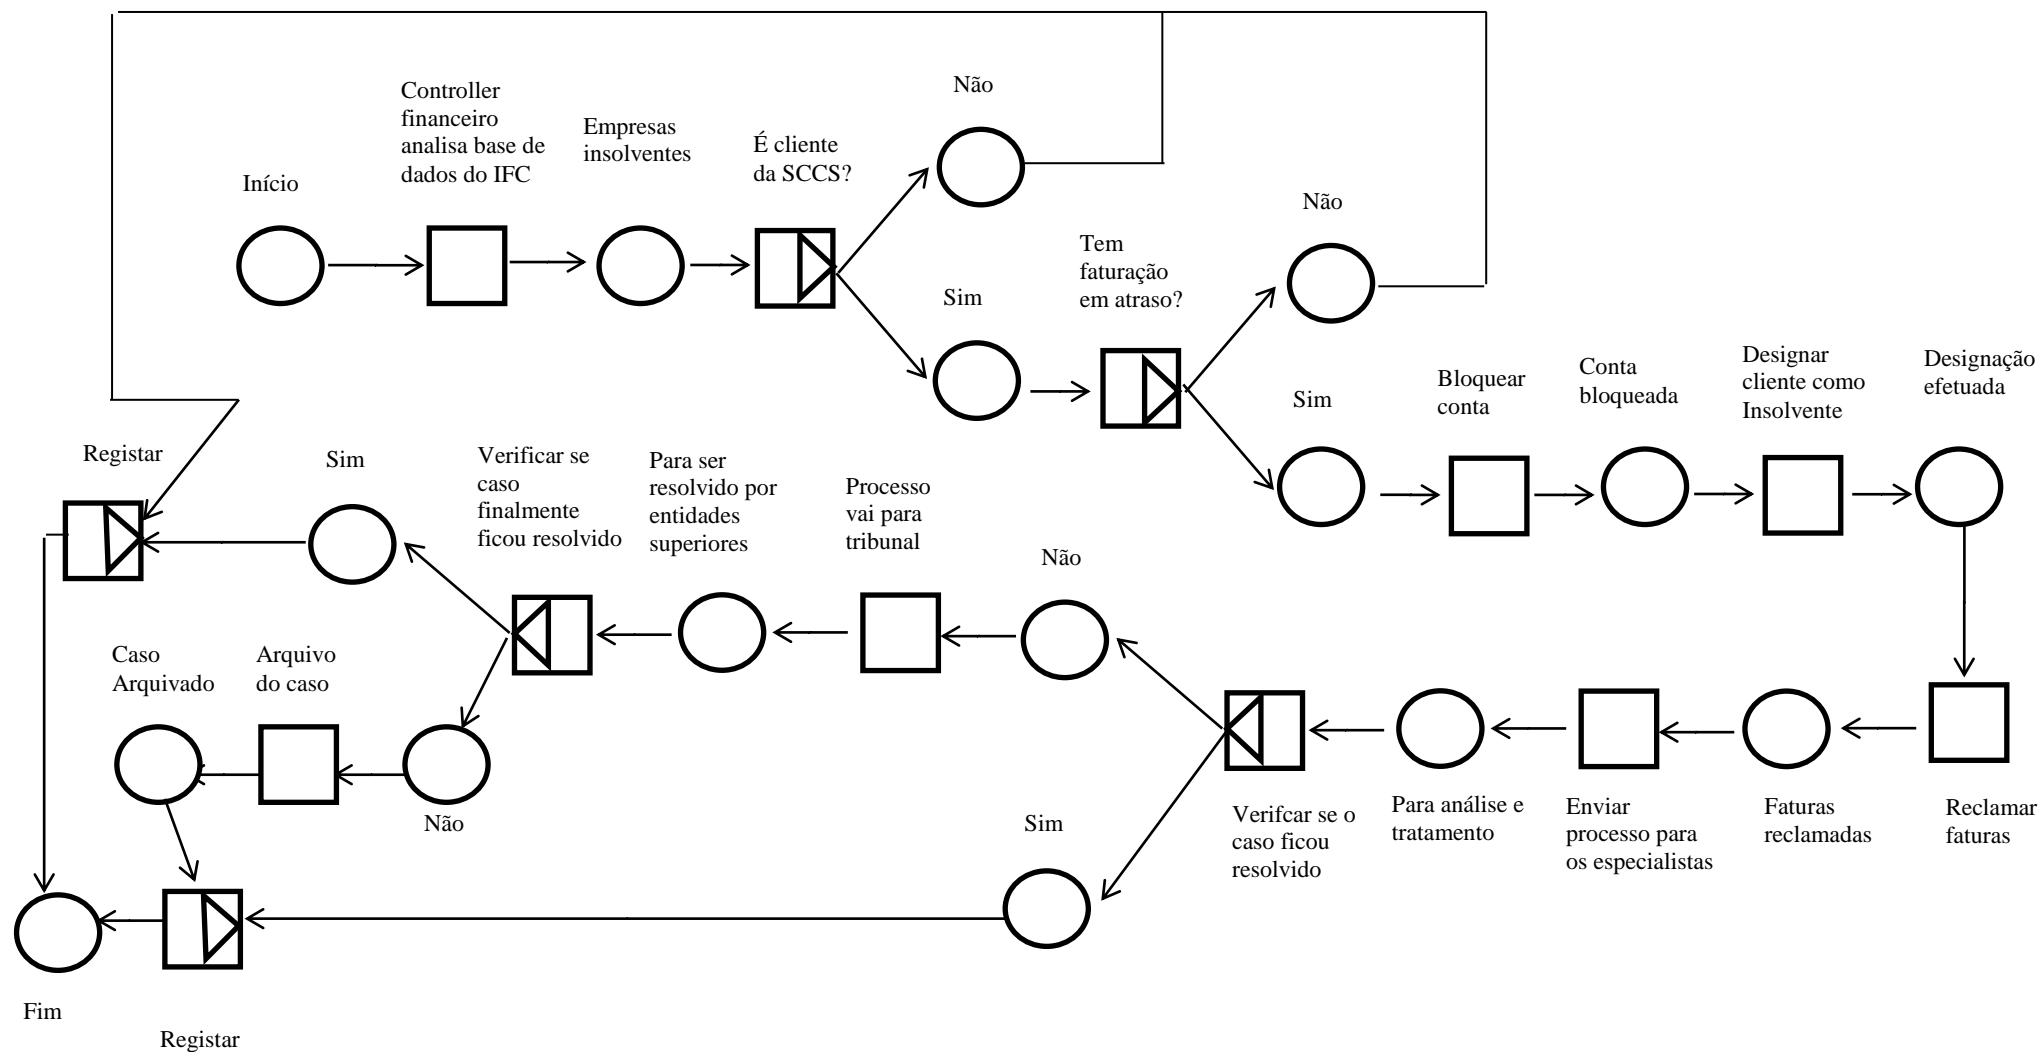 Não
Controller
financeiro
analisa base de
dados do IFC
Empresas
insolventes
É cliente
da SCCS?
Início
Não
Tem
faturação
em atraso?
Sim
Designar
cliente como
Insolvente
Designação
efetuada
Conta
bloqueada
Bloquear
conta
Sim
Registar
Sim
Verificar se
caso
finalmente
ficou resolvido
Para ser
resolvido por
entidades
superiores
Processo
vai para
tribunal
Não
Caso
Arquivado
Arquivo
do caso
Não
Sim
Verifcar se o
caso ficou
resolvido
Para análise e
tratamento
Enviar
processo para
os especialistas
Faturas
reclamadas
Reclamar
faturas
Fim
Registar